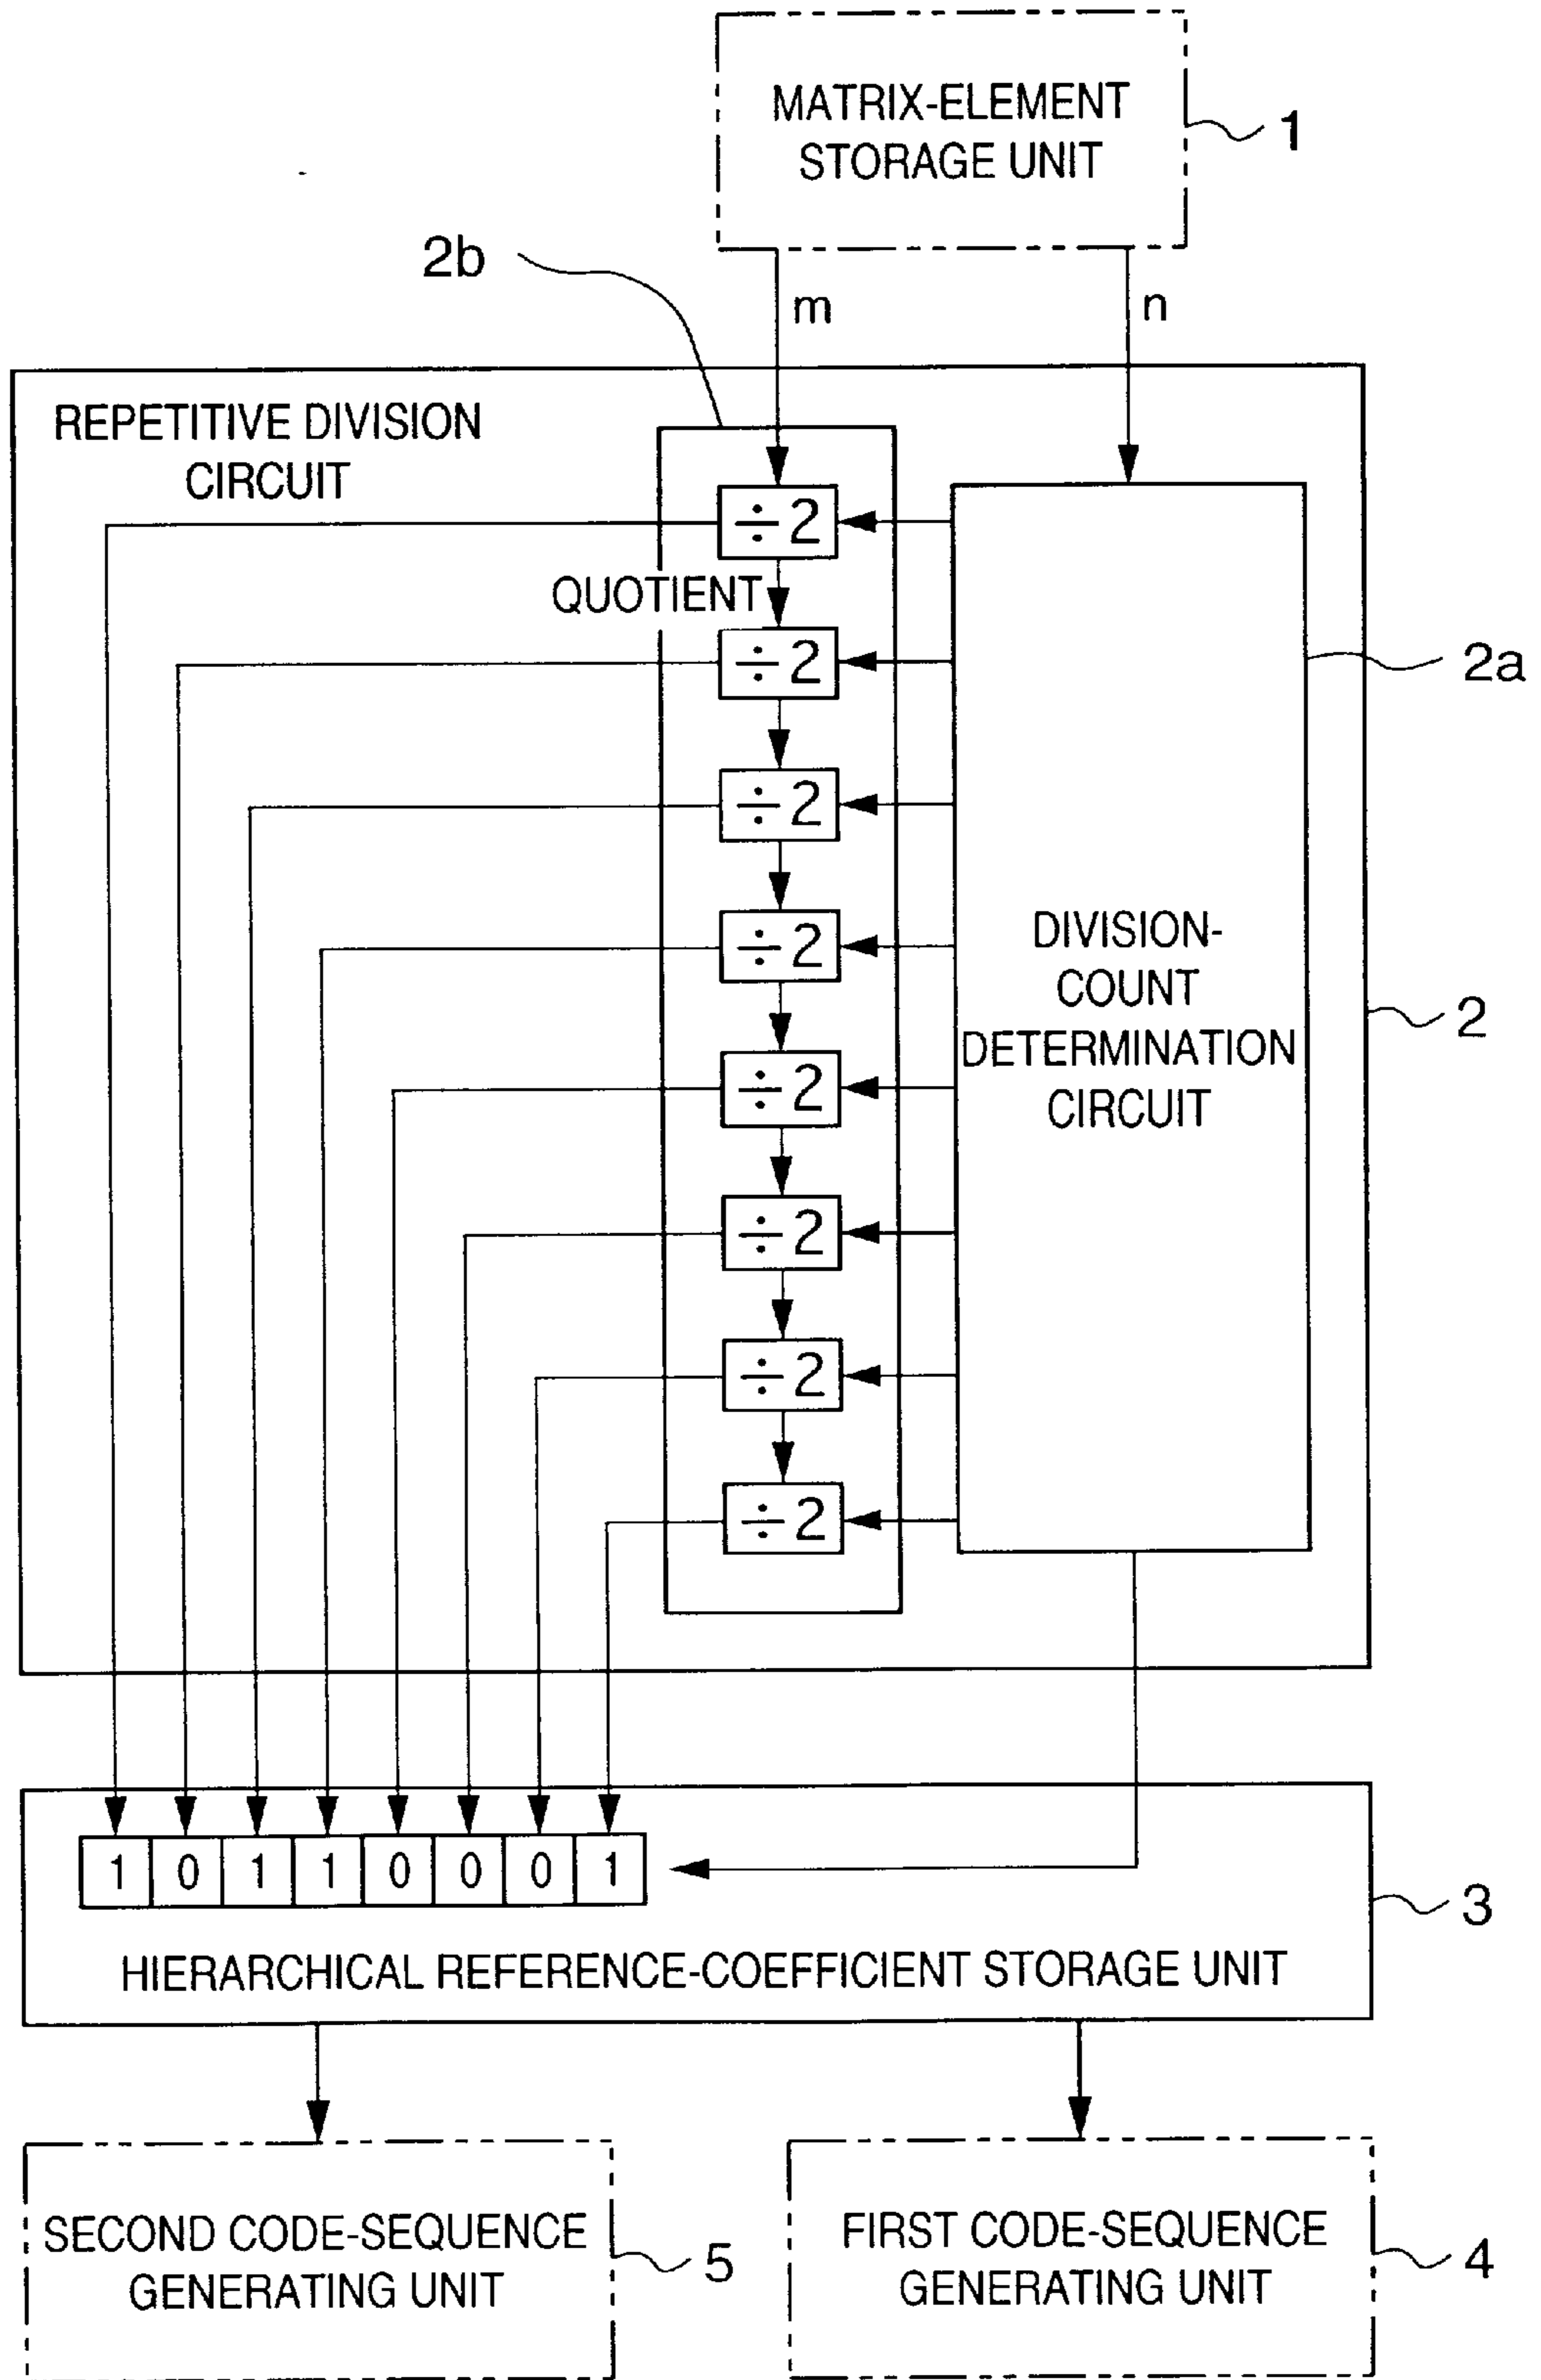 MATRIX-ELEMENT
STORAGE UNIT
1
2b
m
n
REPETITIVE DIVISION
CIRCUIT
÷2
QUOTIENT
÷2
2a
÷2
÷2
DIVISION-
COUNT
DETERMINATION
CIRCUIT
2
÷2
÷2
÷2
÷2
1 0 1 1 0 0 0 1
3
HIERARCHICAL REFERENCE-COEFFICIENT STORAGE UNIT
SECOND CODE-SEQUENCE
GENERATING UNIT
5
FIRST CODE-SEQUENCE
GENERATING UNIT
4